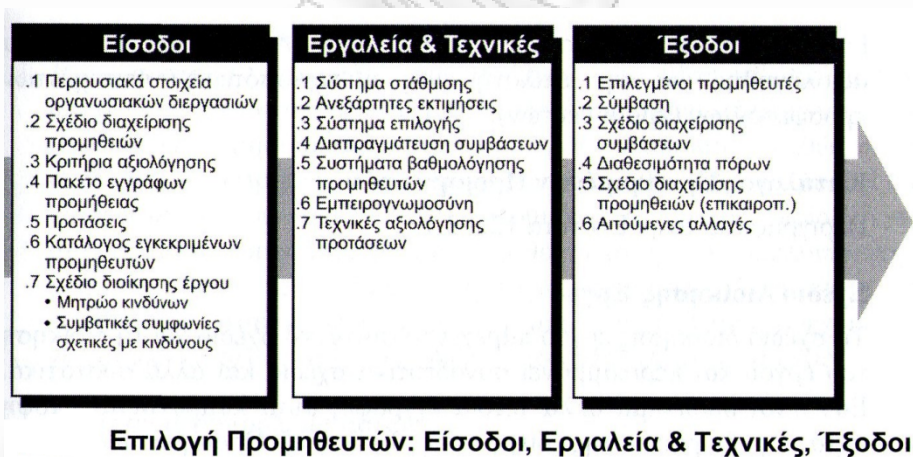 Είσοδοι
.1 Περιουσιακά στοιχεία
οργανωσιακών διεργασιών
.2 Σχέδιο διαχείρισης
προμηθειών
.3 Κριτήρια αξιολόγησης
.4 Πακέτο εγγράφων
προμήθειας
.5 Προτάσεις
.6 Κατάλογος εγκεκριμένων
προμηθευτών
.7 Σχέδιο διοίκησης έργου
• Μητρώο κινδύνων
• Συμβατικές συμφωνίες
σχετικές με κινδύνους
Εργαλεία & Τεχνικές
.1 Σύστημα στάθμισης
.2 Ανεξάρτητες εκτιμήσεις
.3 Σύστημα επιλογής
.4 Διαπραγμάτευση συμβάσεων
.5 Συστήματα βαθμολόγησης
προμηθευτών
.6 Εμπειρογνωμοσύνη
.7 Τεχνικές αξιολόγησης
προτάσεων
Έξοδοι
.1 Επιλεγμένοι προμηθευτές
.2 Σύμβαση
.3 Σχέδιο διαχείρισης
συμβάσεων
.4 Διαθεσιμότητα πόρων
.5 Σχέδιο διαχείρισης
προμηθειών (επικαιροπ.)
.6 Αιτούμενες αλλαγές
Επιλογή Προμηθευτών: Είσοδοι, Εργαλεία & Τεχνικές, Έξοδοι